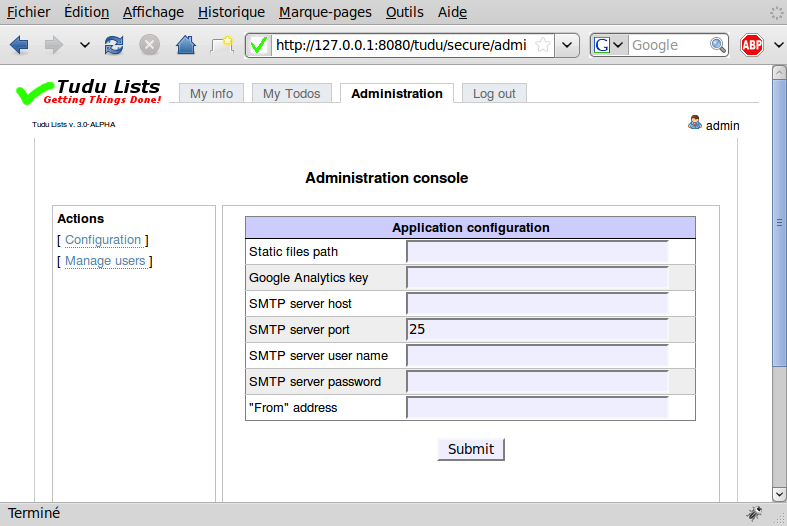 Fichier Édition Affichage Historique Marque-pages Outils Aide
http://127.0.0.1:8080/tudu/secure/admi
G Google ABP
Tudu Lists
Getting Things Done!
My info My Todos Administration Log out
Tudu Lists v. 3.0-ALPHA
admin
Administration console
Actions
[ Configuration ]
[ Manage users ]
Application configuration
Static files path
Google Analytics key
SMTP server host
SMTP server port 25
SMTP server user name
SMTP server password
"From" address
Submit
Terminé